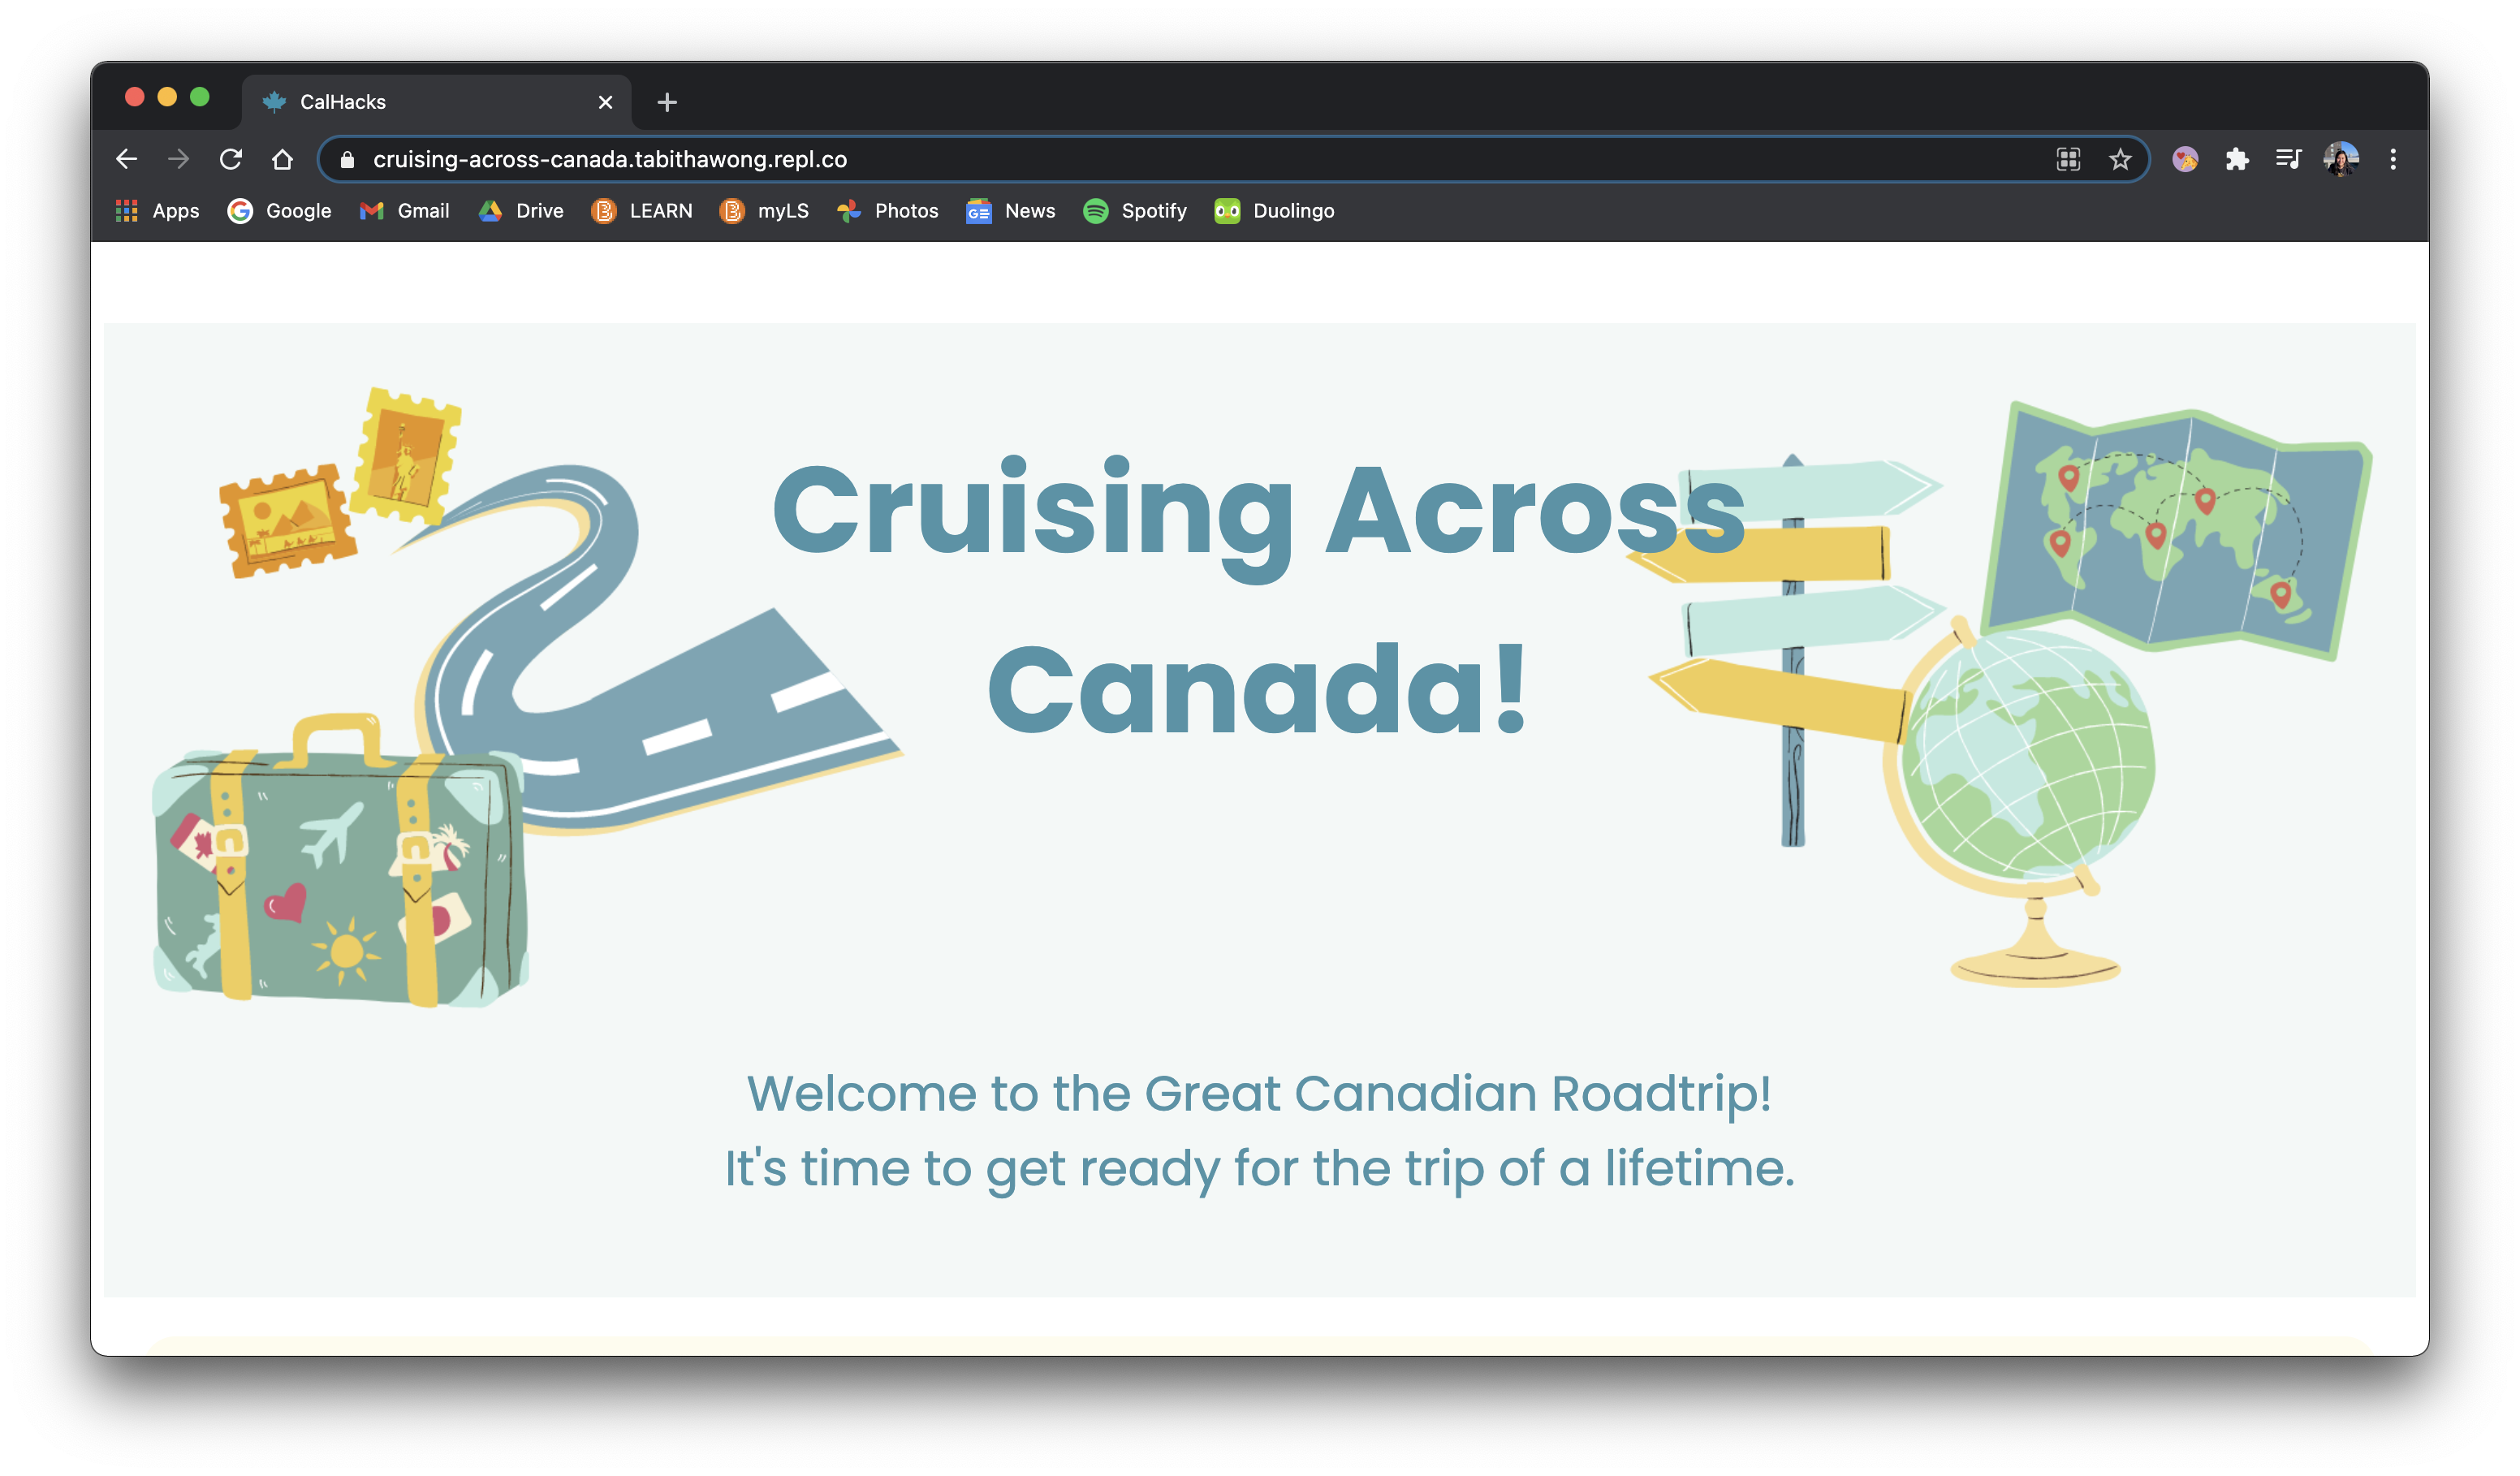 CalHacks
cruising-across-canada.tabithawong.repl.co
Apps Google Gmail Drive LEARN myLS Photos News Spotify Duolingo
Cruising Across
Canada!
Welcome to the Great Canadian Roadtrip!
It's time to get ready for the trip of a lifetime.